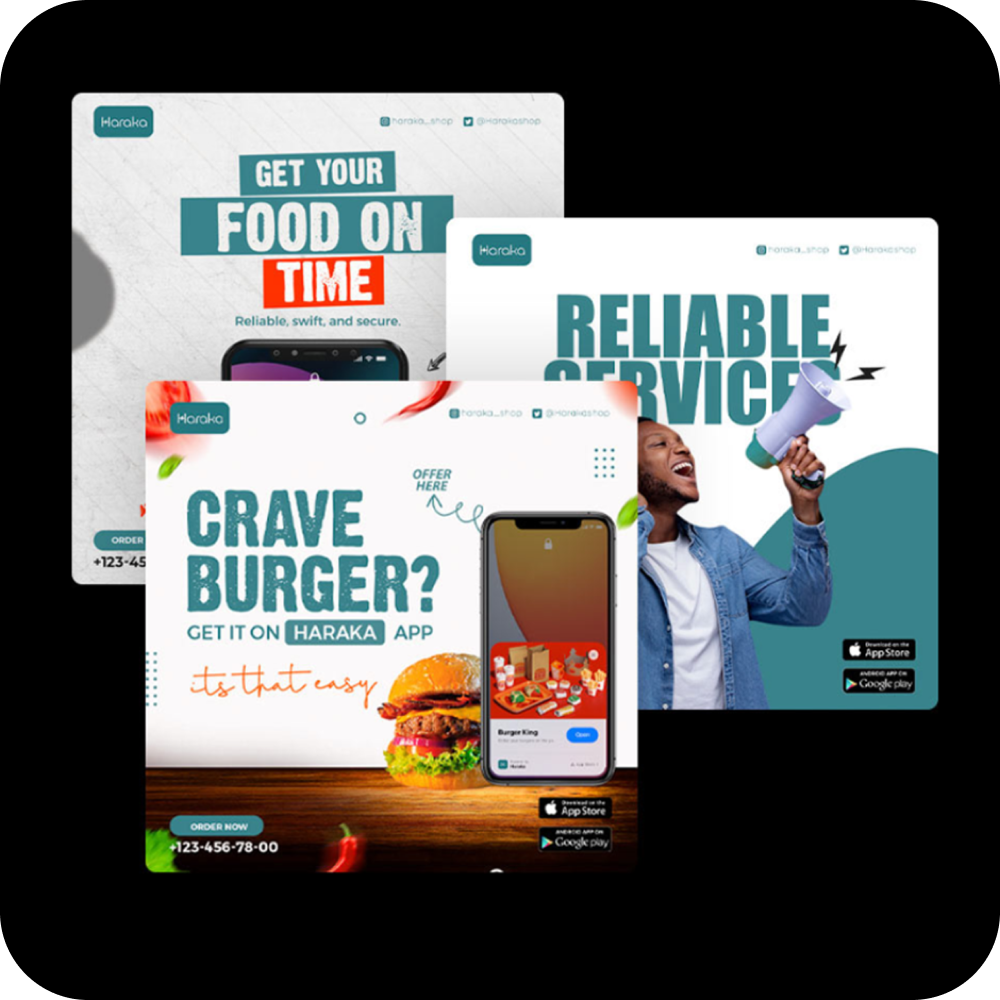 Haraka
haraka_shop @Harakashop
GET YOUR
FOOD ON
TIME
Reliable, swift, and secure.
ORDER
+123-45
Haraka
haraka_shop @Harakashop
RELIABLE
SERVICES
Download on the
App Store
ANDROID APP ON
Google play
Haraka
haraka_shop @Harakashop
OFFER
HERE
CRAVE
BURGER?
GET IT ON HARAKA APP
its that easy
Burger King
Open
Haraka
Download on the
App Store
ANDROID APP ON
Google play
ORDER NOW
+123-456-78-00